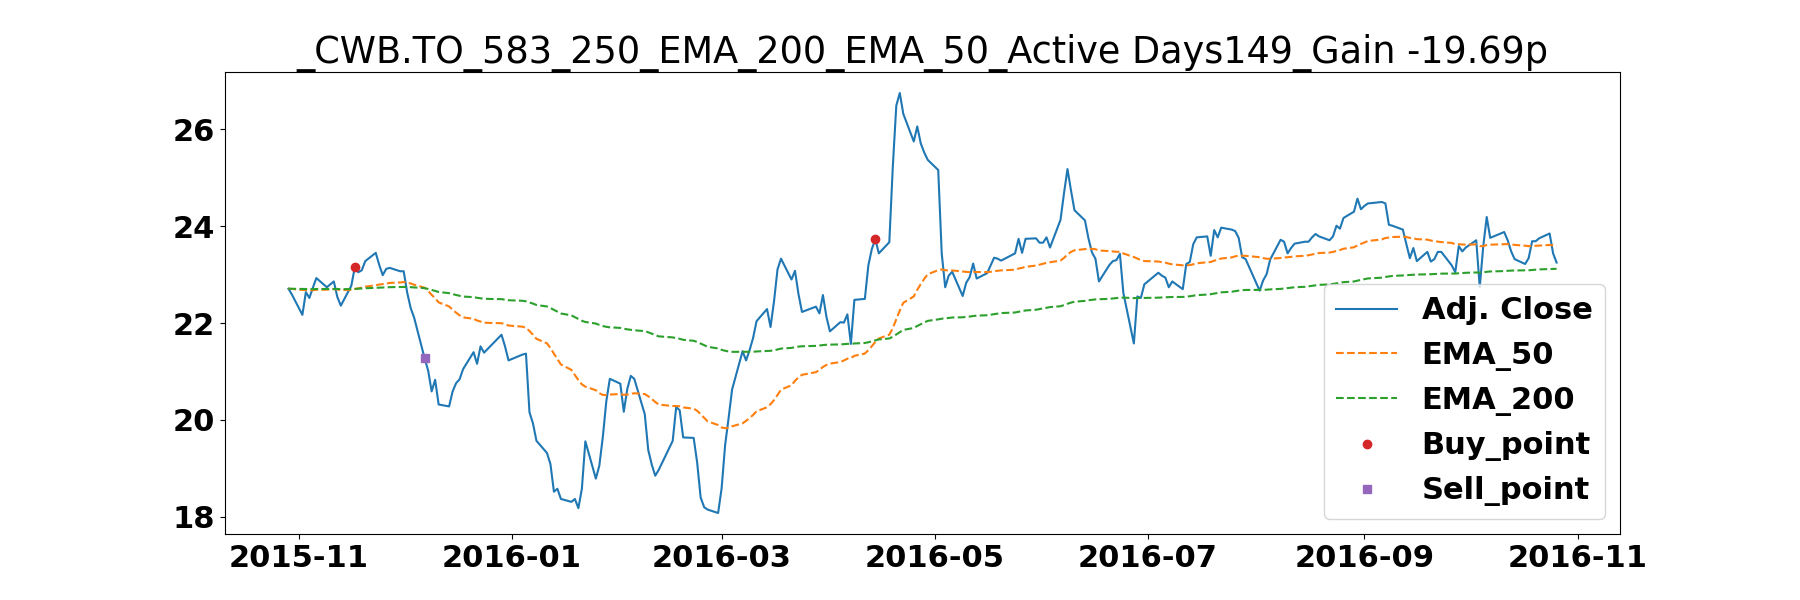 _CWB.TO_583_250_EMA_200_EMA_50_Active Days149_Gain -19.69p
26
24
22
20
18
2015-11 2016-01 2016-03 2016-05 2016-07 2016-09 2016-11
Adj. Close
EMA_50
EMA_200
Buy_point
Sell_point